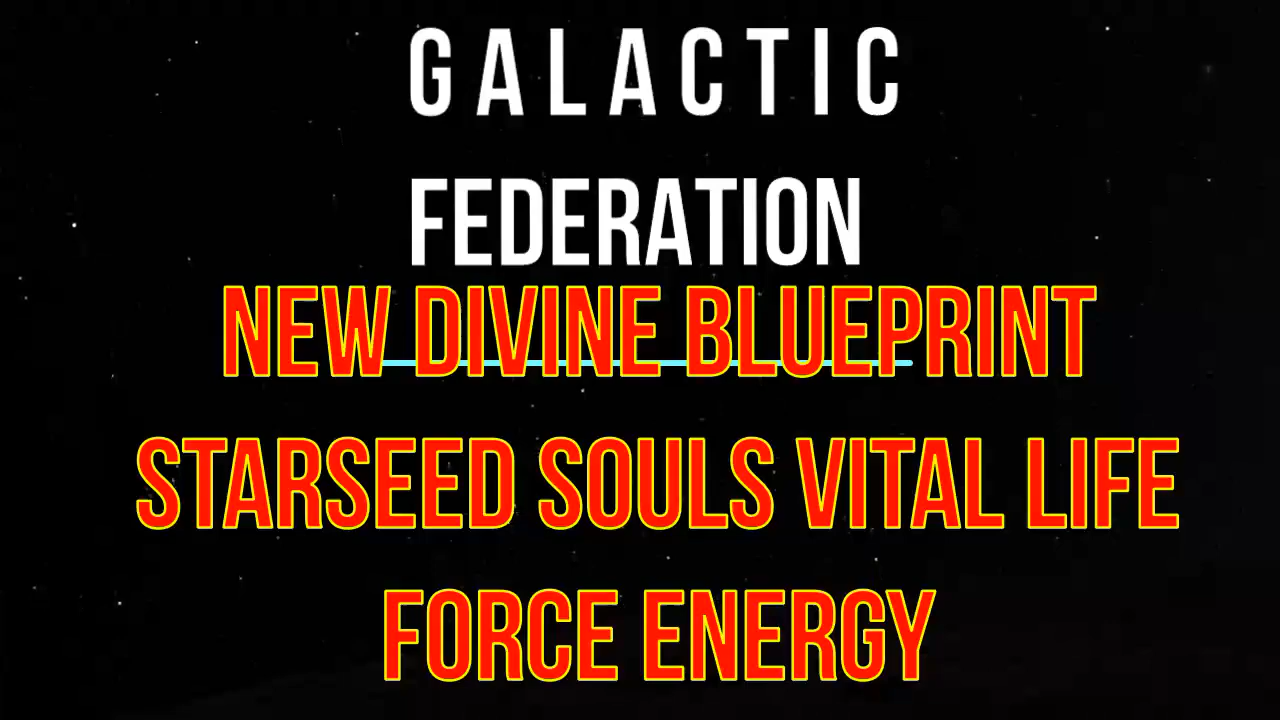 GALACTIC
FEDERATION
NEW DIVINE BLUEPRINT
STARSEED SOULS VITAL LIFE
FORCE ENERGY